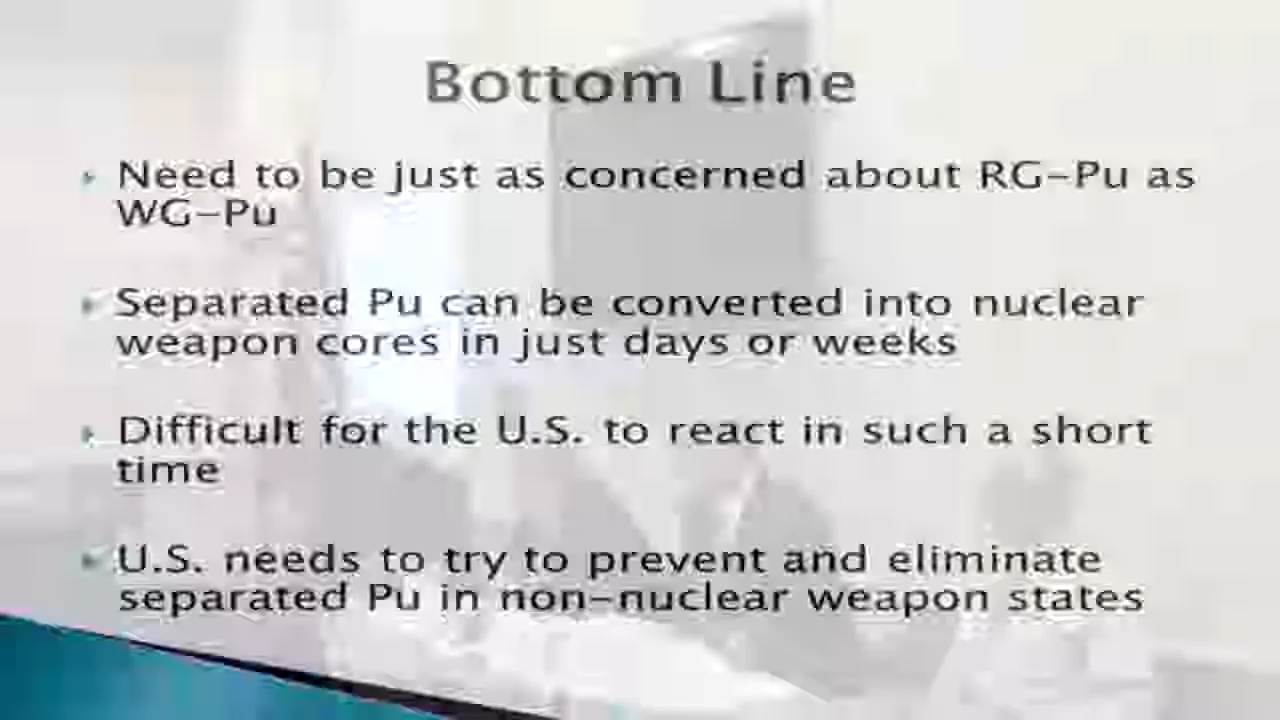 Bottom Line
Need to be just as concerned about RG-Pu as
WG-Pu
Separated Pu can be converted into nuclear
weapon cores in just days or weeks
Difficult for the U.S. to react in such a short
time
U.S. needs to try to prevent and eliminate
separated Pu in non-nuclear weapon states